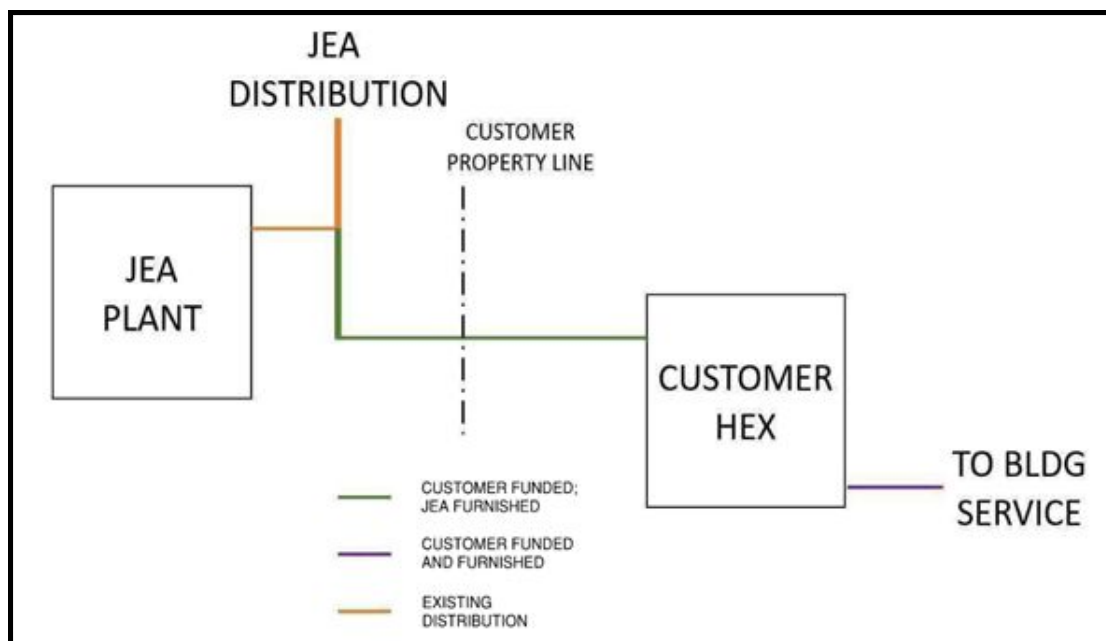 JEA
DISTRIBUTION
CUSTOMER
PROPERTY LINE
JEA
PLANT
CUSTOMER
HEX
TO BLDG
SERVICE
CUSTOMER FUNDED;
JEA FURNISHED
CUSTOMER FUNDED
AND FURNISHED
EXISTING
DISTRIBUTION